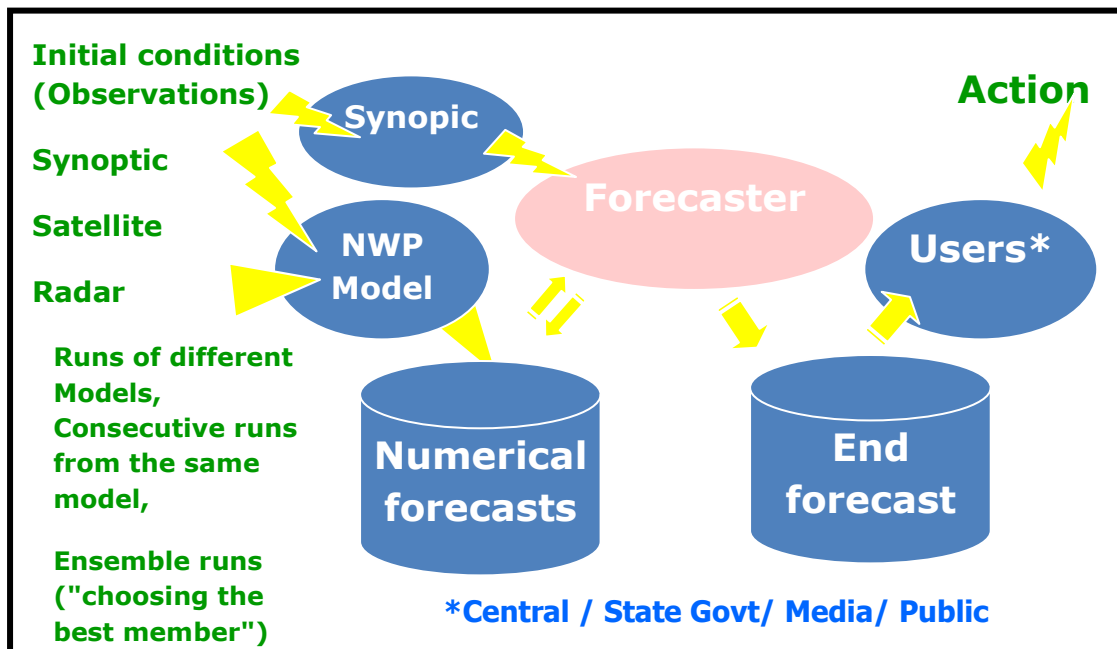 Initial conditions
(Observations)
Synoptic
Satellite
Radar
Runs of different
Models,
Consecutive runs
from the same
model,
Ensemble runs
("choosing the
best member")
Synopic
NWP
Model
Forecaster
Action
Users*
Numerical
forecasts
End
forecast
*Central / State Govt/ Media/ Public